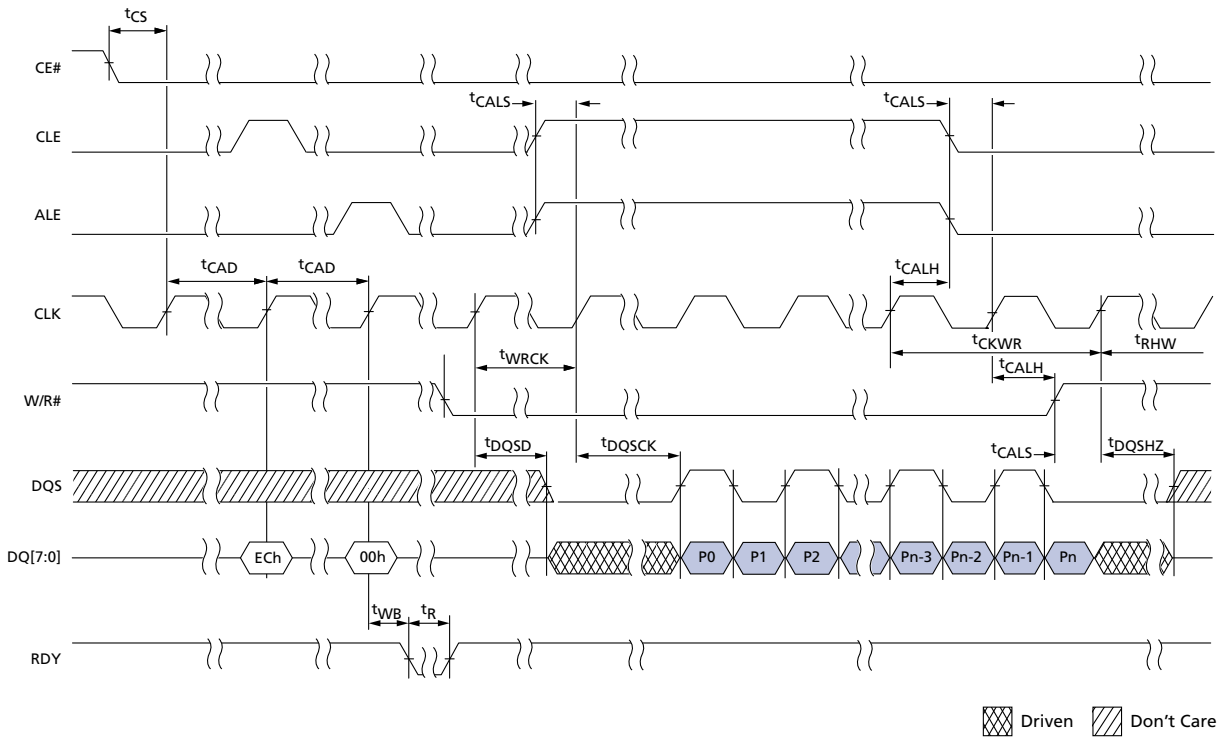 tCS
CE#
tCALS
tCALS
CLE
ALE
tCAD
tCAD
tCALH
CLK
tWRCK
tCKWR
tRHW
tCALH
W/R#
tDQSD
tDQSCK
tCALS
tDQSHZ
DQS
DQ[7:0]
ECh
00h
P0
P1
P2
Pn-3
Pn-2
Pn-1
Pn
tWB
tR
RDY
Driven
Don't Care